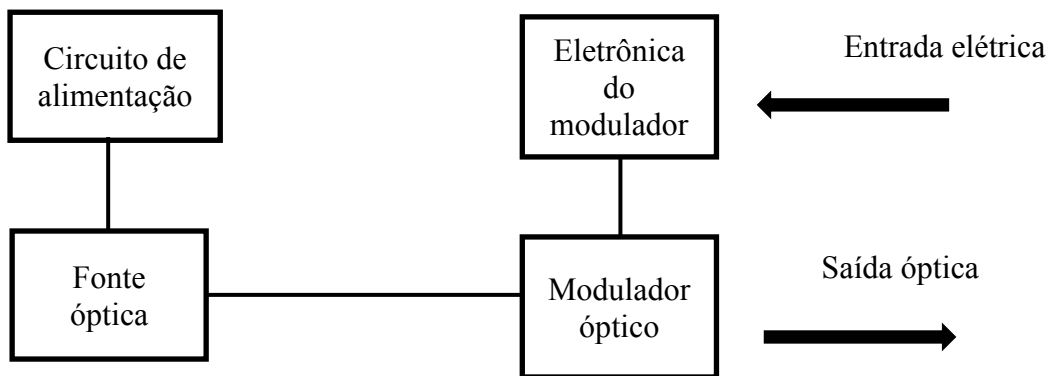 Circuito de
alimentação
Eletrônica
do
modulador
Entrada elétrica
Fonte
óptica
Modulador
óptico
Saída óptica